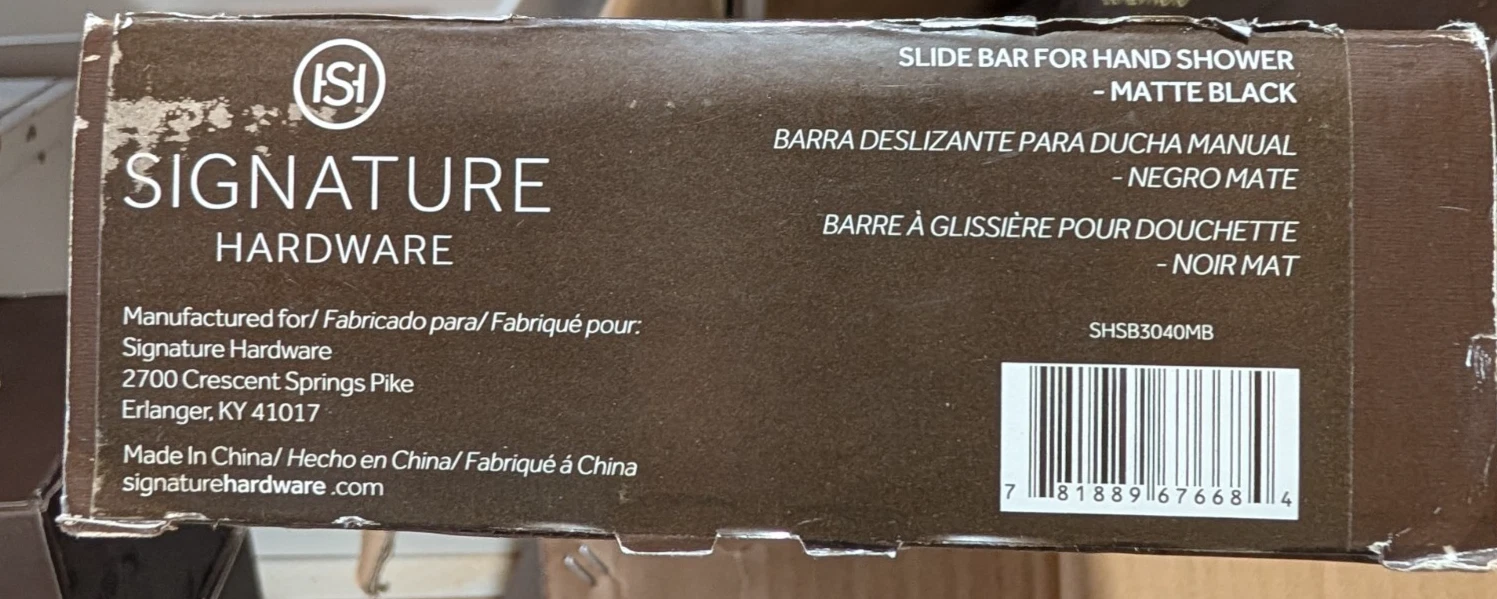 SH
SIGNATURE
HARDWARE
Manufactured for/ Fabricado para/ Fabriqué pour:
Signature Hardware
2700 Crescent Springs Pike
Erlanger, KY 41017
Made In China/ Hecho en China/ Fabriqué á China
signaturehardware.com
SLIDE BAR FOR HAND SHOWER
- MATTE BLACK
BARRA DESLIZANTE PARA DUCHA MANUAL
- NEGRO MATE
BARRE À GLISSIÈRE POUR DOUCHETTE
- NOIR MAT
SHSB3040MB
7 81889 67668 4